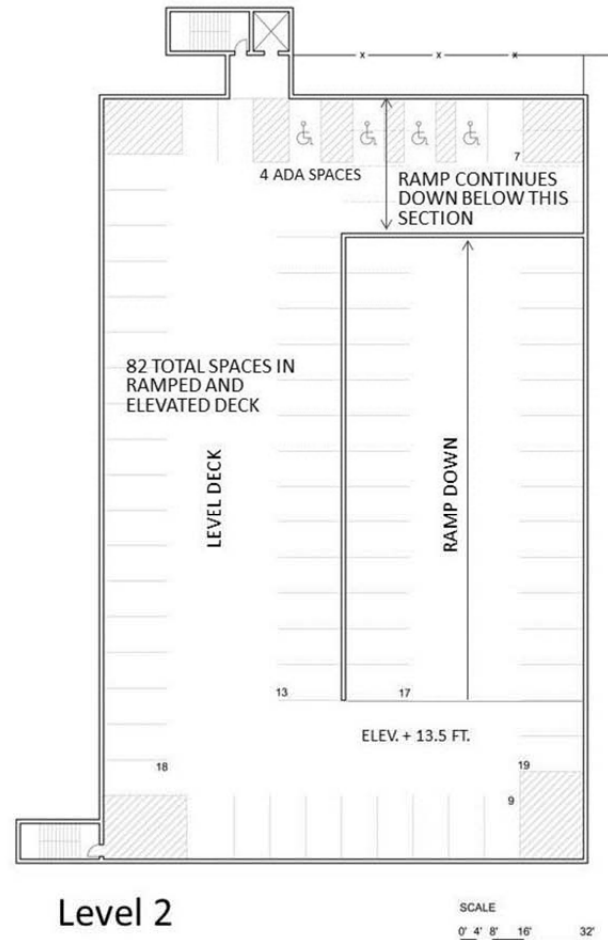 4 ADA SPACES
7
RAMP CONTINUES
DOWN BELOW THIS
SECTION
82 TOTAL SPACES IN
RAMPED AND
ELEVATED DECK
LEVEL DECK
RAMP DOWN
13
17
ELEV. + 13.5 FT.
18
19
9
Level 2
SCALE
0' 4' 8' 16' 32'